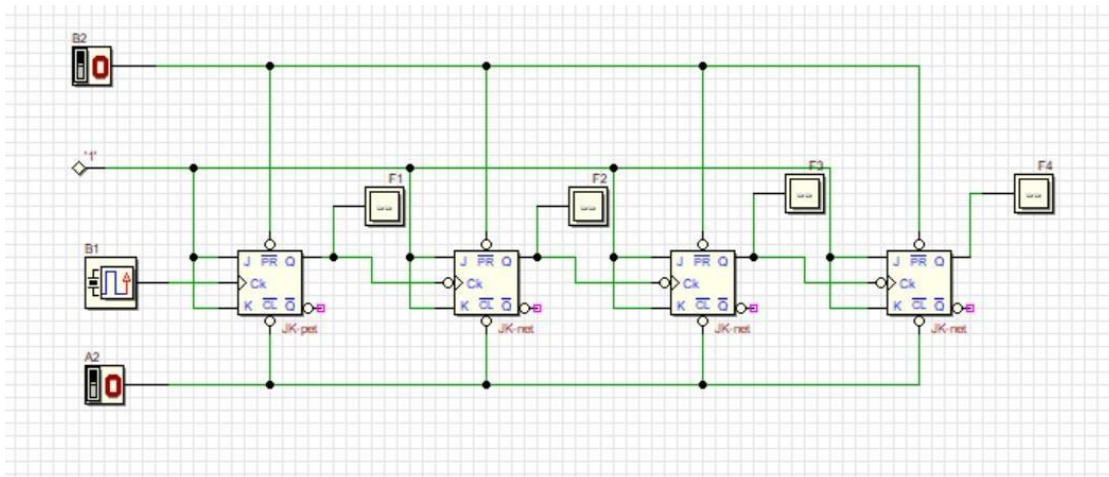 B2
0
'1'
F1
F2
F3
F4
B1
J PR Q
Ck
K CL Q
JK-pet
J PR Q
Ck
K CL Q
JK-net
J PR Q
Ck
K CL Q
JK-net
J PR Q
Ck
K CL Q
JK-net
A2
0